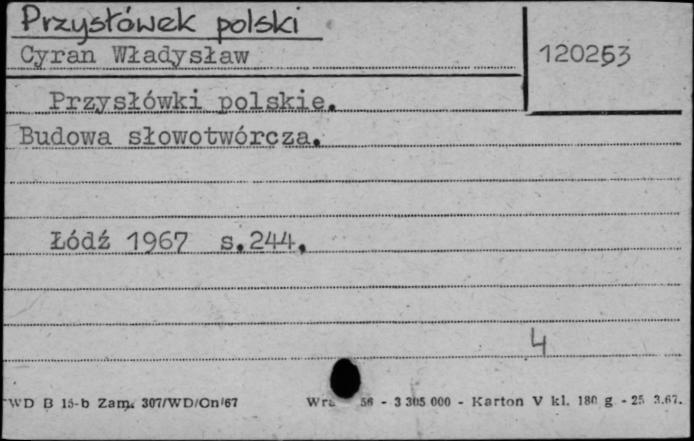 Przysłówek polski
Cyran Władysław
120253
Przysłówki polskie.
Budowa słowotwórcza.
Łódź 1967 s.244.
4
WD B 15-b Zam. 307/WD/On/67 56 - 3 305 000 - Karton V kl. 180 g - 25 3.67.